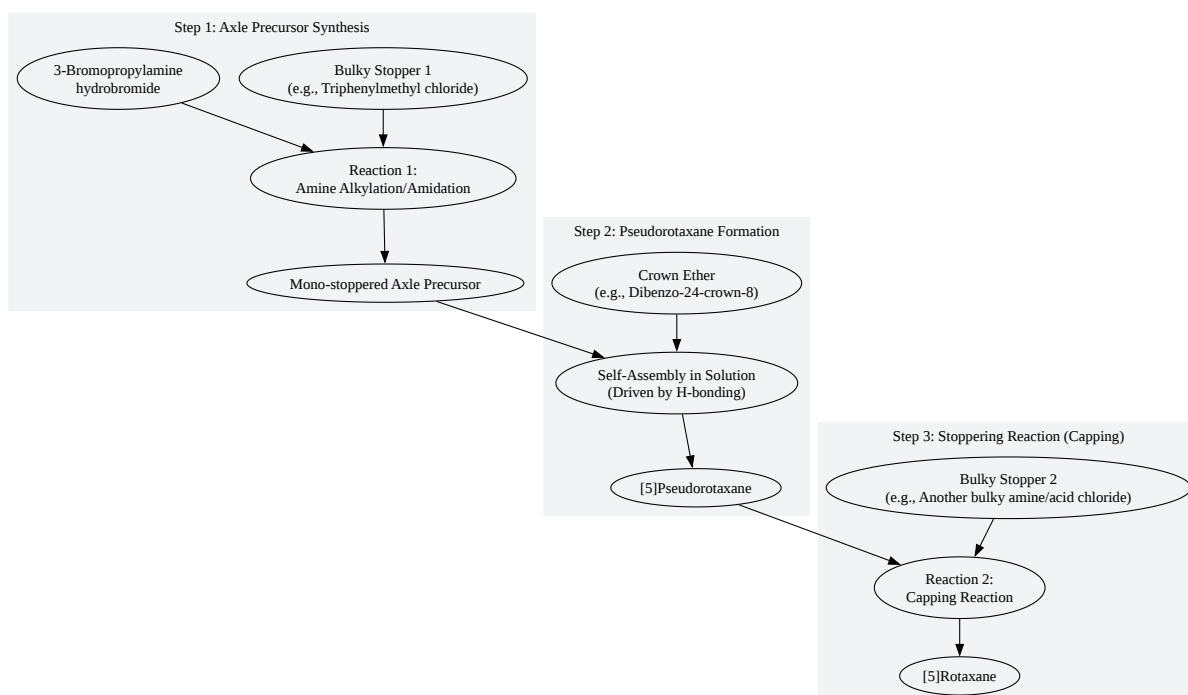 Step 1: Axle Precursor Synthesis
3-Bromopropylamine
hydrobromide
Bulky Stopper 1
(e.g., Triphenylmethyl chloride)
Reaction 1:
Amine Alkylation/Amidation
Mono-stoppered Axle Precursor
Step 2: Pseudorotaxane Formation
Crown Ether
(e.g., Dibenzo-24-crown-8)
Self-Assembly in Solution
(Driven by H-bonding)
[5]Pseudorotaxane
Step 3: Stoppering Reaction (Capping)
Bulky Stopper 2
(e.g., Another bulky amine/acid chloride)
Reaction 2:
Capping Reaction
[5]Rotaxane